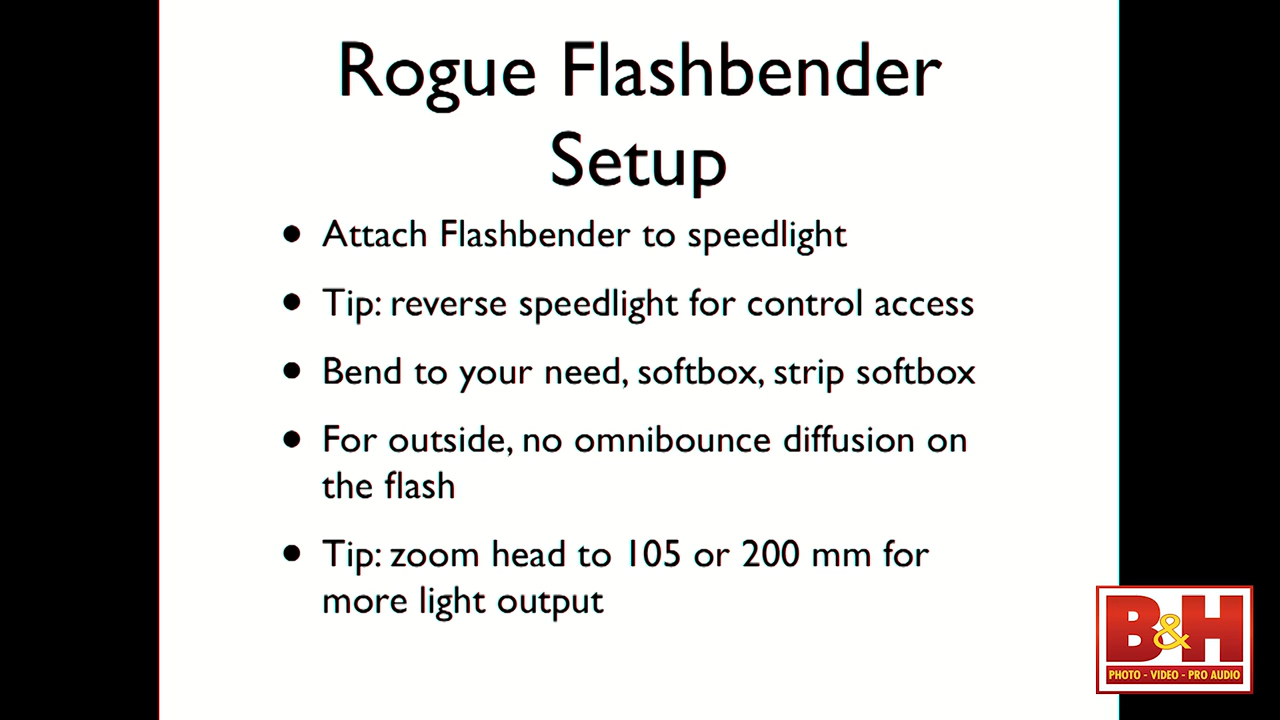 Rogue Flashbender
Setup
• Attach Flashbender to speedlight
• Tip: reverse speedlight for control access
• Bend to your need, softbox, strip softbox
• For outside, no omnibounce diffusion on
the flash
• Tip: zoom head to 105 or 200 mm for
more light output
B&H
PHOTO - VIDEO - PRO AUDIO